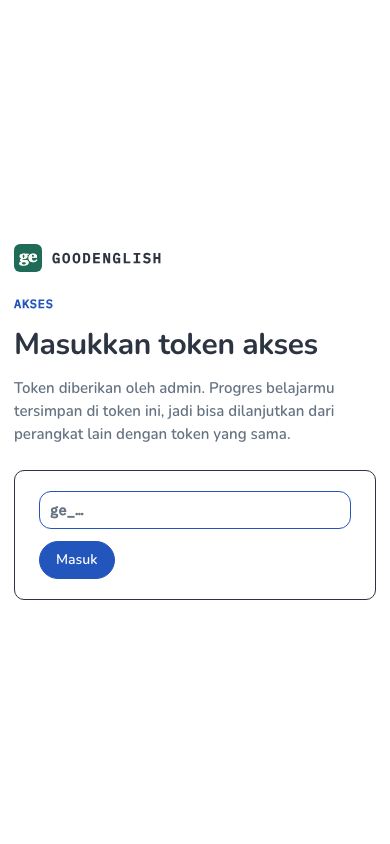 ge GOODENGLISH
AKSES
Masukkan token akses
Token diberikan oleh admin. Progres belajarmu
tersimpan di token ini, jadi bisa dilanjutkan dari
perangkat lain dengan token yang sama.
ge_…
Masuk